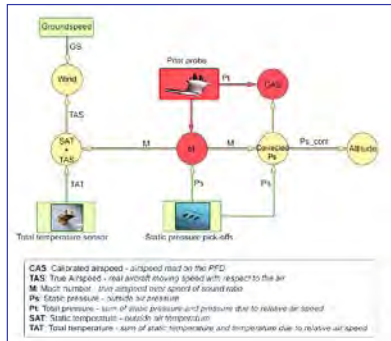 Groundspeed
GS
Wind
Pitot probe
Pt
CAS
TAS
SAT
+
TAS
M
M
M
Corrected
Ps
Ps_corr
Altitude
TAT
Ps
Ps
Total temperature sensor
Static pressure pick-offs
CAS: Calibrated airspeed - airspeed read on the PFD
TAS: True Airspeed - real aircraft moving speed with respect to the air
M: Mach number - true airspeed over speed of sound ratio
Ps: Static pressure - outside air pressure
Pt: Total pressure - sum of static pressure and pressure due to relative air speed
SAT: Static temperature - outside air temperature
TAT: Total temperature - sum of static temperature and temperature due to relative air speed